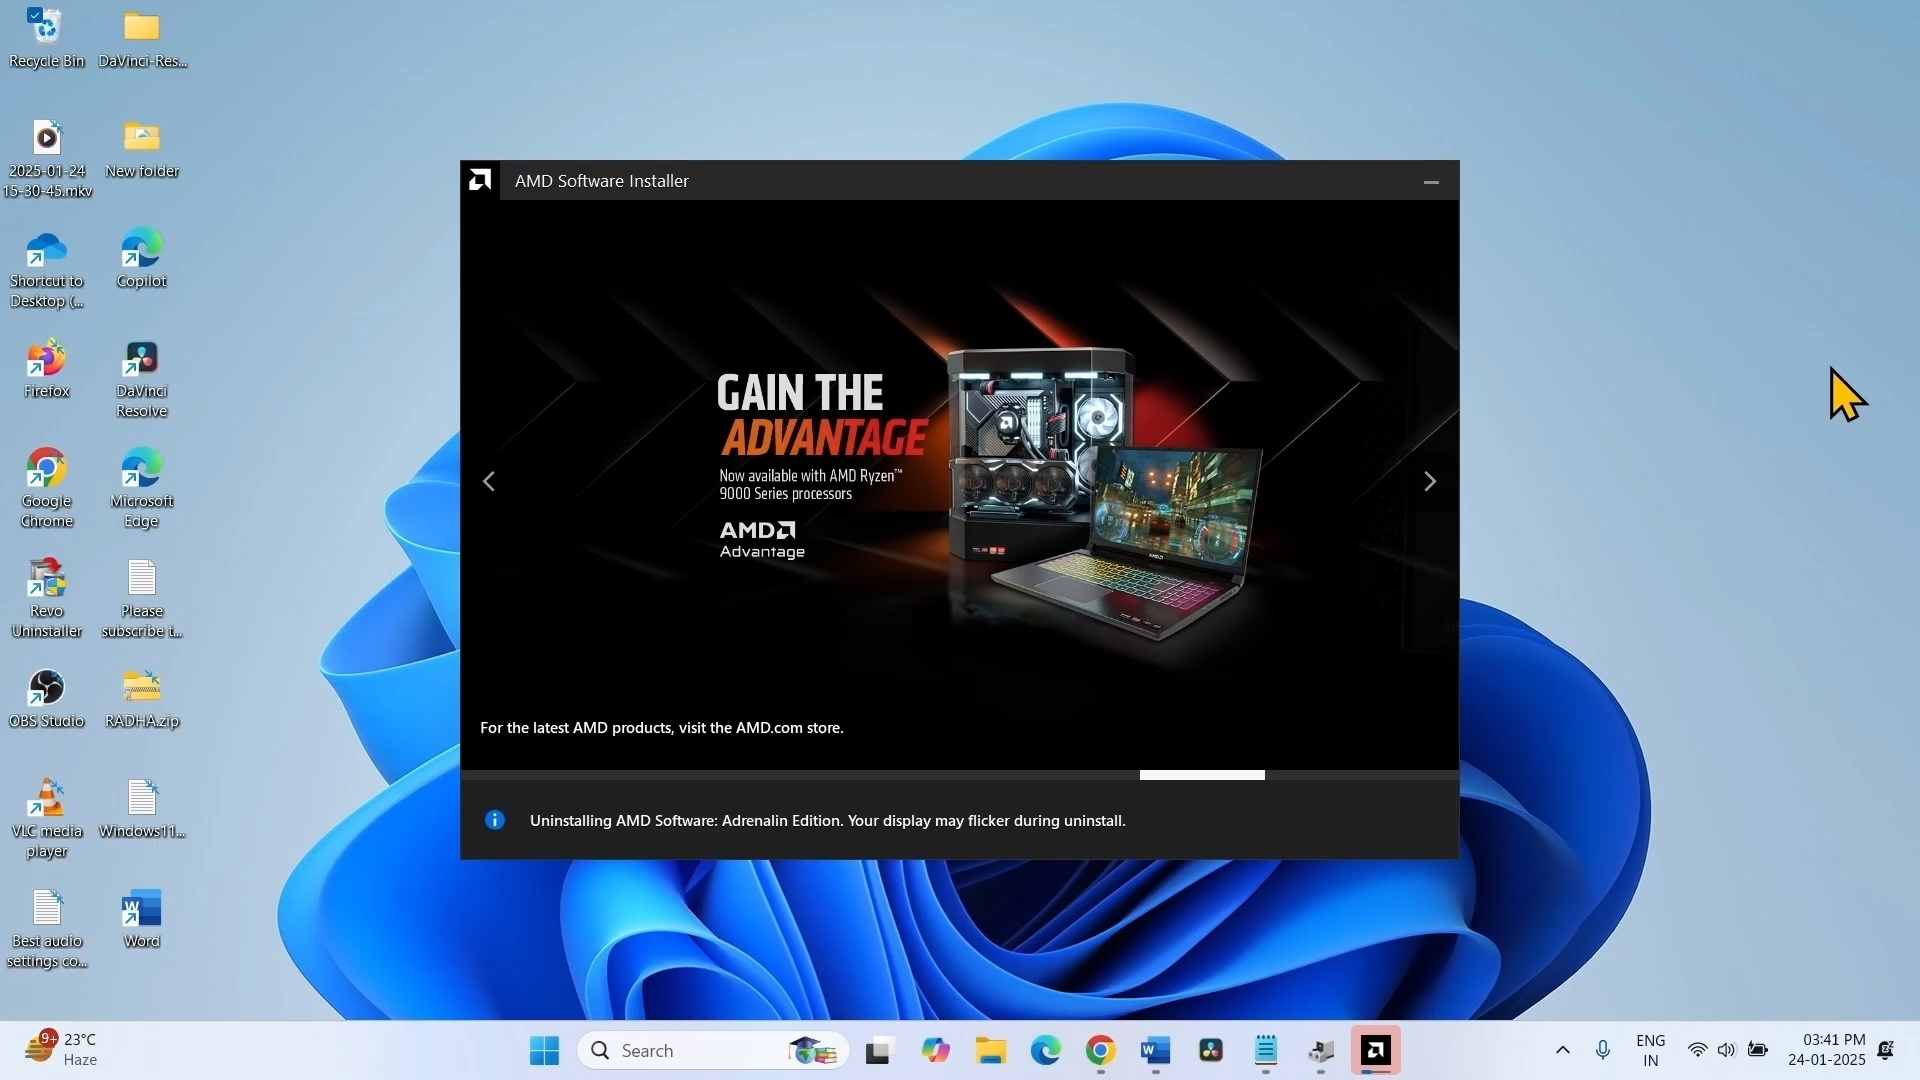 Recycle Bin
DaVinci-Res...
2025-01-24
15-30-45.mkv
New folder
Shortcut to
Desktop (...
Copilot
Firefox
DaVinci
Resolve
Google
Chrome
Microsoft
Edge
Revo
Uninstaller
Please
subscribe t...
OBS Studio
RADHA.zip
VLC media
player
Windows11...
Best audio
settings co...
Word
AMD Software Installer
GAIN THE
ADVANTAGE
Now available with AMD Ryzen™
9000 Series processors
AMD
Advantage
For the latest AMD products, visit the AMD.com store.
Uninstalling AMD Software: Adrenalin Edition. Your display may flicker during uninstall.
9+
23°C
Haze
Search
ENG
IN
03:41 PM
24-01-2025